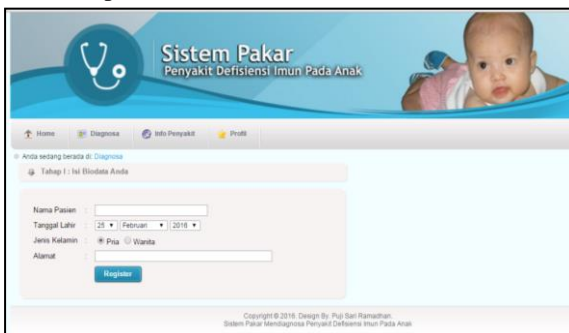 Sistem Pakar
Penyakit Defisiensi Imun Pada Anak
Home Diagnosa Info Penyakit Profil
Anda sedang berada di: Diagnosa
Tahap I : Isi Biodata Anda
Nama Pasien :
Tanggal Lahir : 25 Februari 2016
Jenis Kelamin : Pria Wanita
Alamat :
Register
Copyright © 2016. Design By. Puji Sari Ramadhan.
Sistem Pakar Mendiagnosa Penyakit Defisiensi Imun Pada Anak